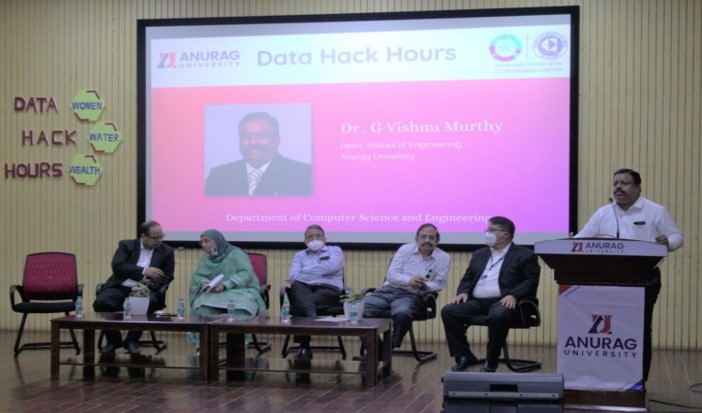 ANURAG
UNIVERSITY
Data Hack Hours
Dr . G Vishnu Murthy
Dean, School of Engineering,
Anurag University
Department of Computer Science and Engineering
DATA
HACK
HOURS
WOMEN
WATER
WEALTH
ANURAG
UNIVERSITY
ANURAG
UNIVERSITY